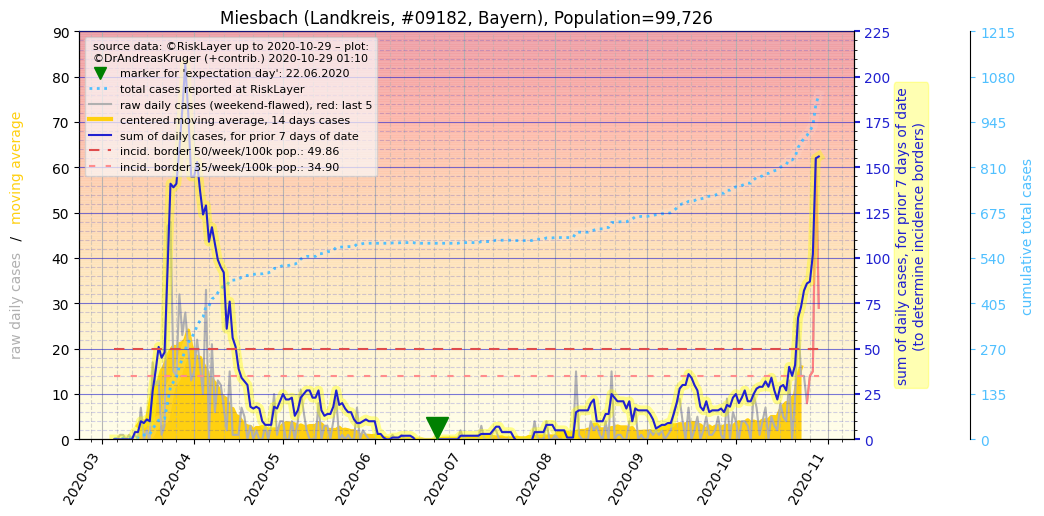 Miesbach (Landkreis, #09182, Bayern), Population=99,726
source data: ©RiskLayer up to 2020-10-29 – plot:
©DrAndreasKruger (+contrib.) 2020-10-29 01:10
marker for 'expectation day': 22.06.2020
total cases reported at RiskLayer
raw daily cases (weekend-flawed), red: last 5
centered moving average, 14 days cases
sum of daily cases, for prior 7 days of date
incid. border 50/week/100k pop.: 49.86
incid. border 35/week/100k pop.: 34.90
raw daily cases / moving average
90
80
70
60
50
40
30
20
10
0
2020-03
2020-04
2020-05
2020-06
2020-07
2020-08
2020-09
2020-10
2020-11
225
200
175
150
125
100
75
50
25
0
sum of daily cases, for prior 7 days of date
(to determine incidence borders)
1215
1080
945
810
675
540
405
270
135
0
cumulative total cases